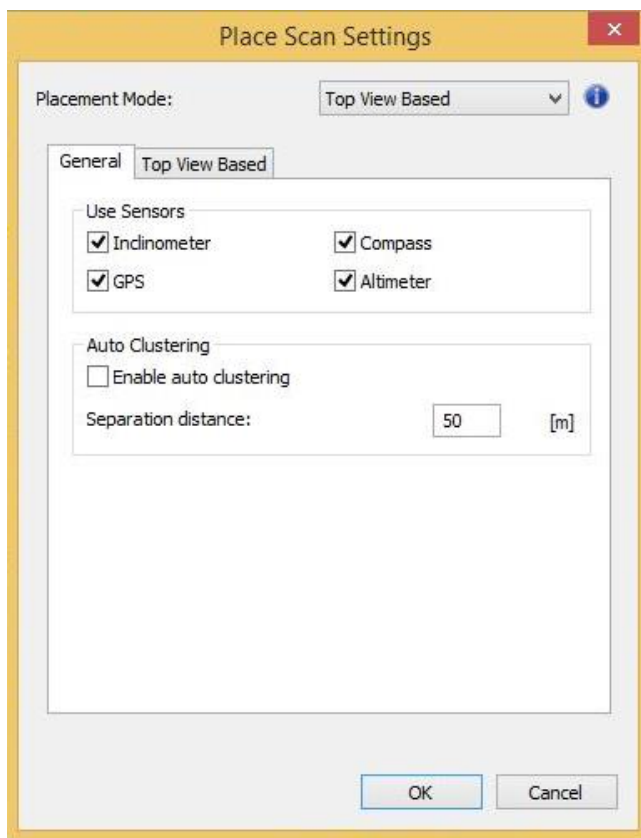 Place Scan Settings
Placement Mode: Top View Based
General Top View Based
Use Sensors
Inclinometer Compass
GPS Altimeter
Auto Clustering
Enable auto clustering
Separation distance: 50 [m]
OK Cancel